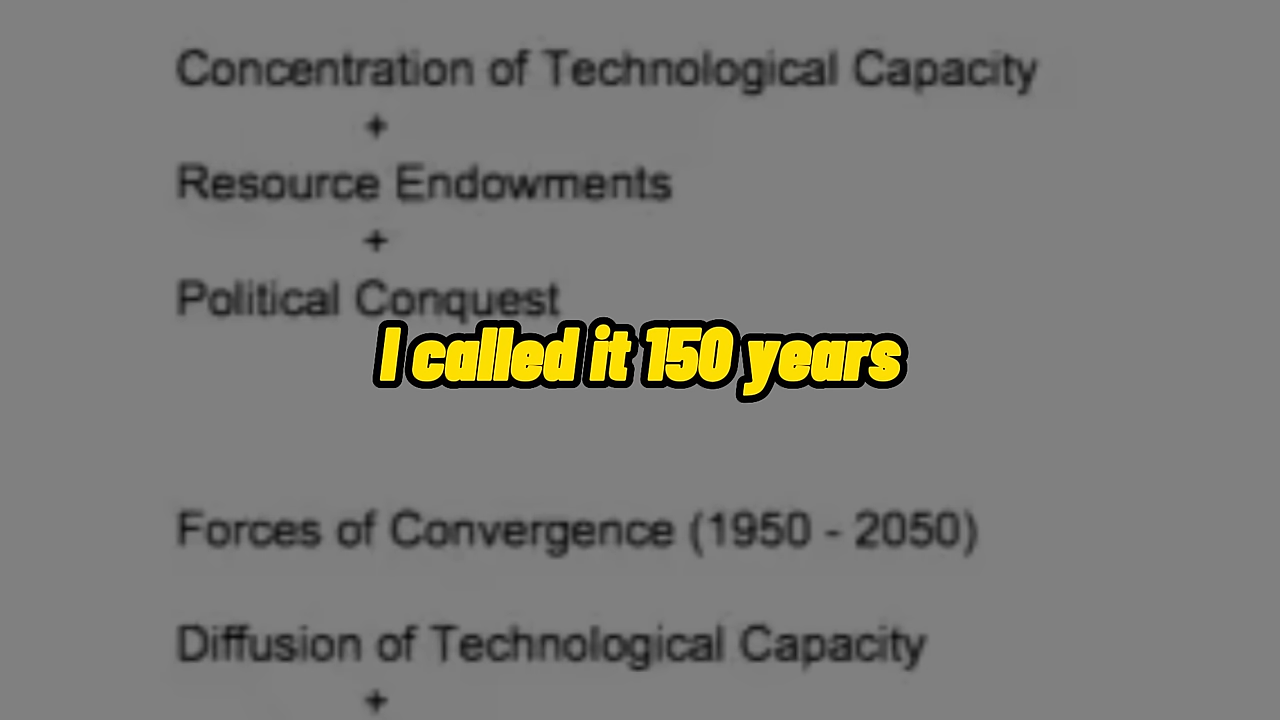 Concentration of Technological Capacity
+
Resource Endowments
+
Political Conquest
I called it 150 years
Forces of Convergence (1950 - 2050)
Diffusion of Technological Capacity
+